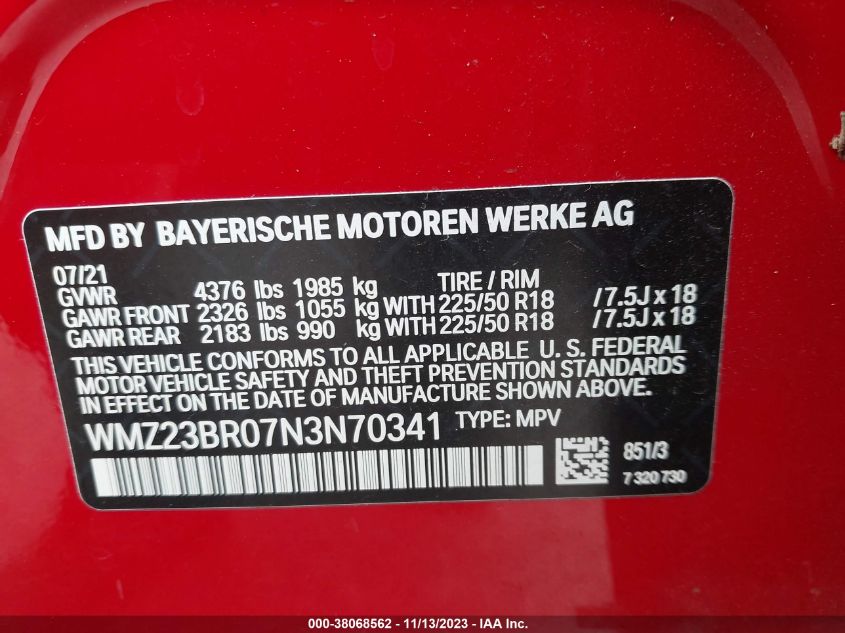 MFD BY BAYERISCHE MOTOREN WERKE AG
07/21
GVWR 4376 lbs 1985 kg TIRE / RIM
GAWR FRONT 2326 lbs 1055 kg WITH 225/50 R18 / 7.5J x 18
GAWR REAR 2183 lbs 990 kg WITH 225/50 R18 / 7.5J x 18
THIS VEHICLE CONFORMS TO ALL APPLICABLE U. S. FEDERAL
MOTOR VEHICLE SAFETY AND THEFT PREVENTION STANDARDS
IN EFFECT ON THE DATE OF MANUFACTURE SHOWN ABOVE.
WMZ23BR07N3N70341 TYPE: MPV
851/3
7 320 730
000-38068562 - 11/13/2023 - IAA Inc.